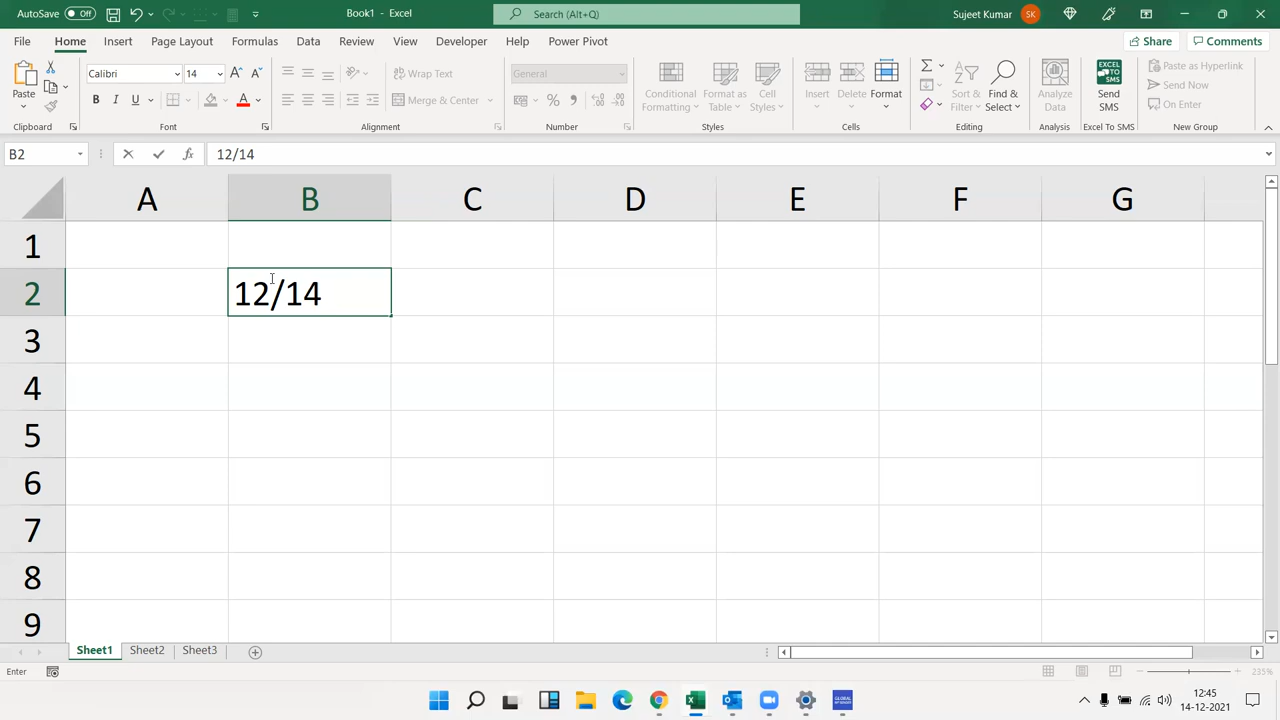 AutoSave Off Book1 - Excel Search (Alt+Q) Sujeet Kumar SK
File Home Insert Page Layout Formulas Data Review View Developer Help Power Pivot Share Comments
Paste Calibri 14 A A Wrap Text General Conditional Formatting Format as Table Cell Styles Insert Delete Format Sort & Filter Find & Select Analyze Data EXCEL TO SMS Send SMS Paste as Hyperlink
B I U A Merge & Center % Send Now
On Enter
Clipboard Font Alignment Number Styles Cells Editing Analysis Excel To SMS New Group
B2 fx 12/14
A B C D E F G
1
2 12/14
3
4
5
6
7
8
9
Sheet1 Sheet2 Sheet3
Enter 235%
12:45
14-12-2021